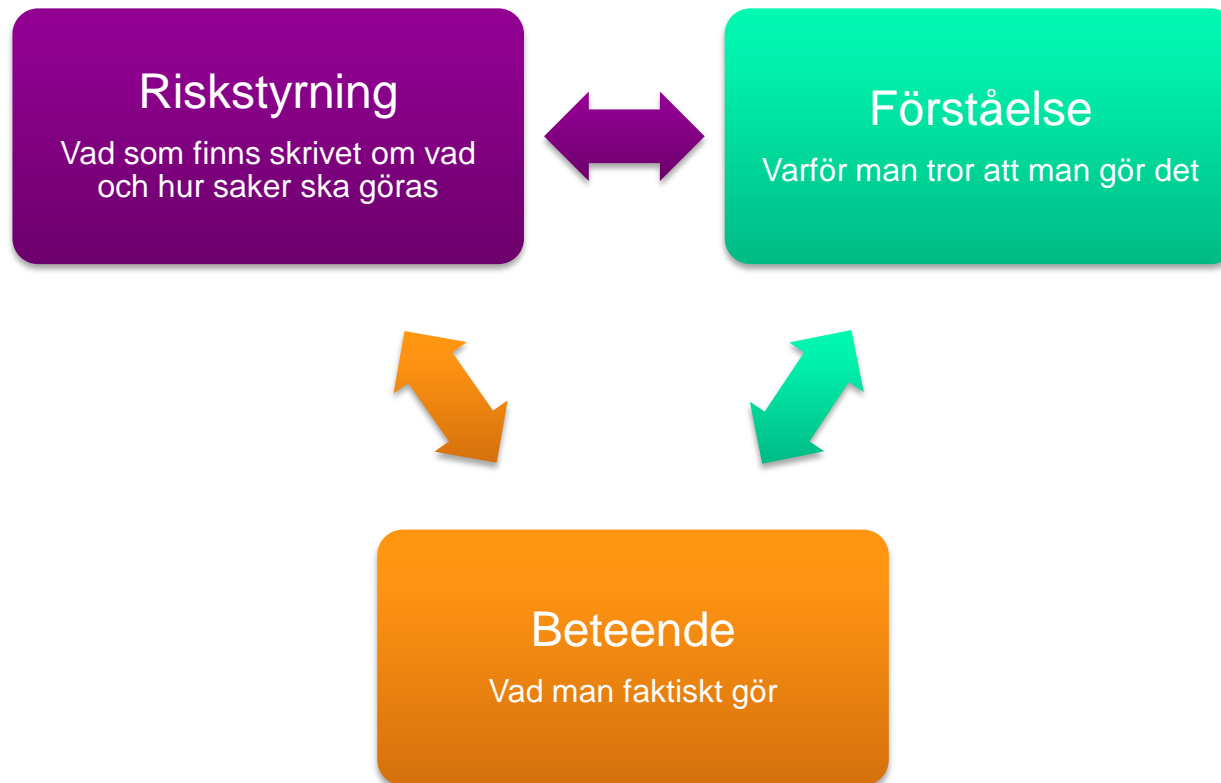 Riskstyrning
Vad som finns skrivet om vad
och hur saker ska göras
Förståelse
Varför man tror att man gör det
Beteende
Vad man faktiskt gör